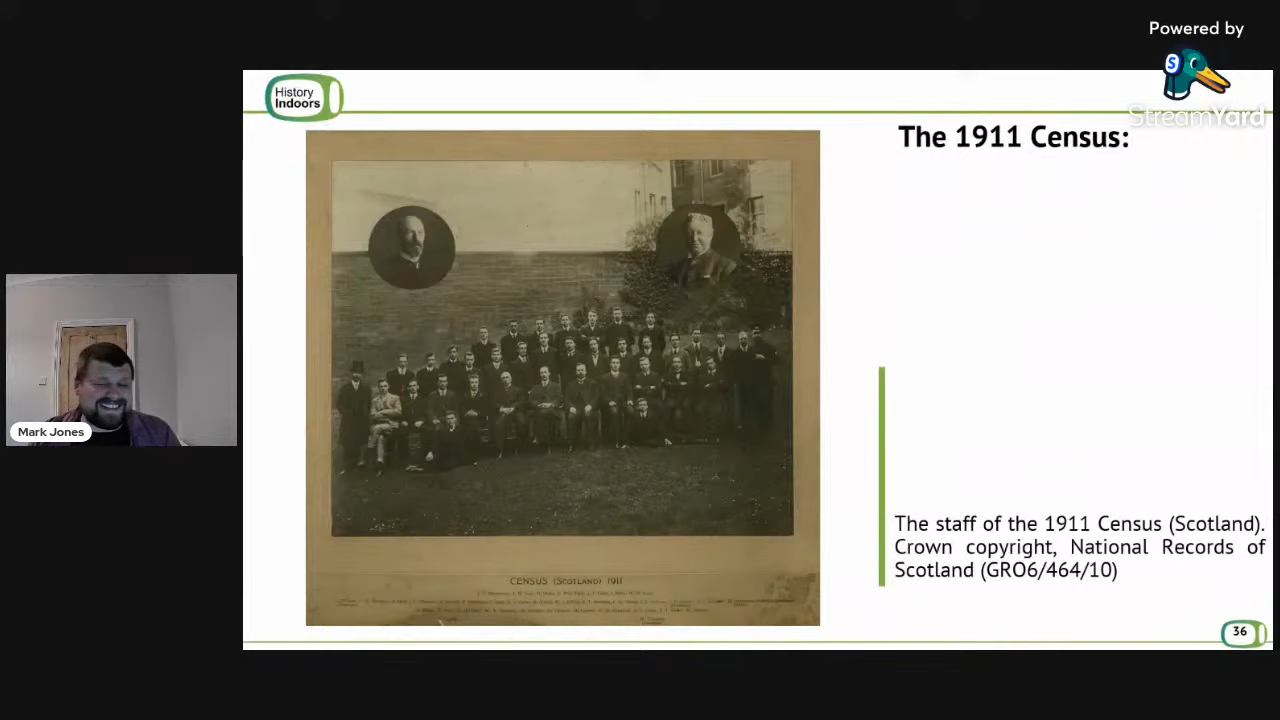 Powered by
StreamYard
History
Indoors
The 1911 Census:
Mark Jones
The staff of the 1911 Census (Scotland).
Crown copyright, National Records of
Scotland (GRO6/464/10)
CENSUS (SCOTLAND) 1911
36